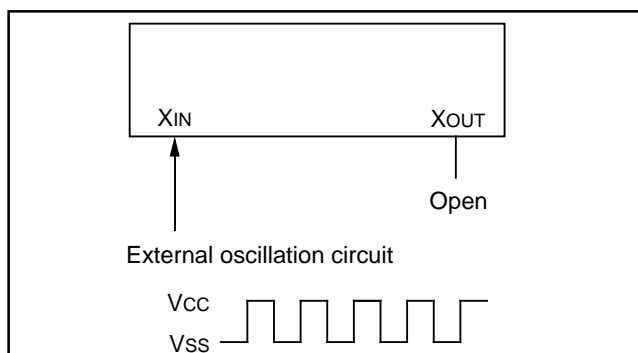 XIN XOUT
Open
External oscillation circuit
VCC
VSS